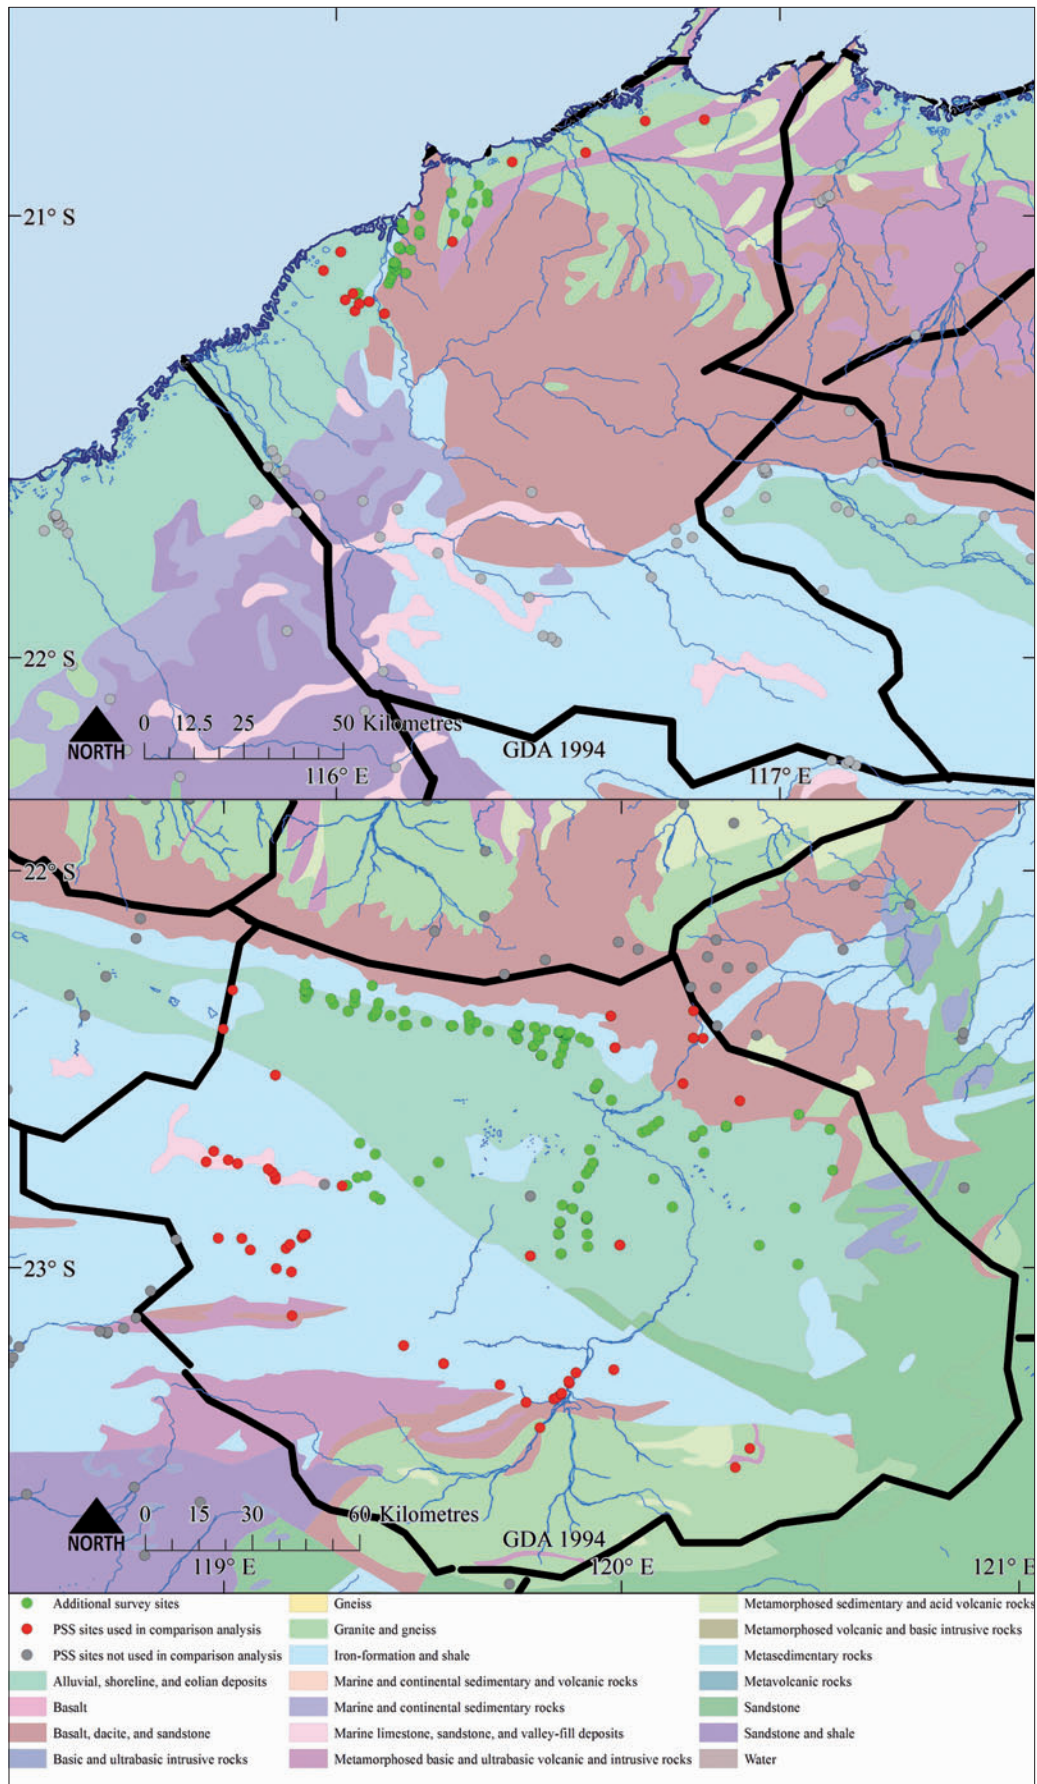 21° S
22° S
NORTH
0 12.5 25 50 Kilometres
116° E
GDA 1994
117° E
22° S
23° S
NORTH
0 15 30 60 Kilometres
119° E
GDA 1994
120° E
121° E
Additional survey sites
PSS sites used in comparison analysis
PSS sites not used in comparison analysis
Alluvial, shoreline, and eolian deposits
Basalt
Basalt, dacite, and sandstone
Basic and ultrabasic intrusive rocks
Gneiss
Granite and gneiss
Iron-formation and shale
Marine and continental sedimentary and volcanic rocks
Marine and continental sedimentary rocks
Marine limestone, sandstone, and valley-fill deposits
Metamorphosed basic and ultrabasic volcanic and intrusive rocks
Metamorphosed sedimentary and acid volcanic rocks
Metamorphosed volcanic and basic intrusive rocks
Metasedimentary rocks
Metavolcanic rocks
Sandstone
Sandstone and shale
Water